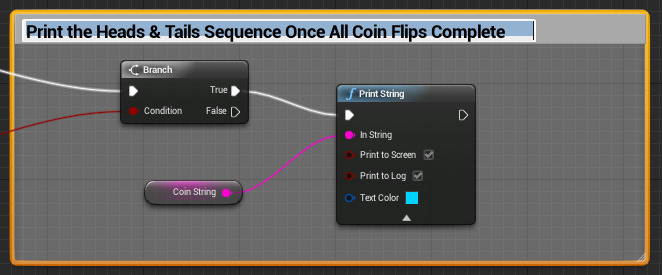 Print the Heads & Tails Sequence Once All Coin Flips Complete
Branch
True
Condition
False
Print String
In String
Print to Screen
Print to Log
Text Color
Coin String